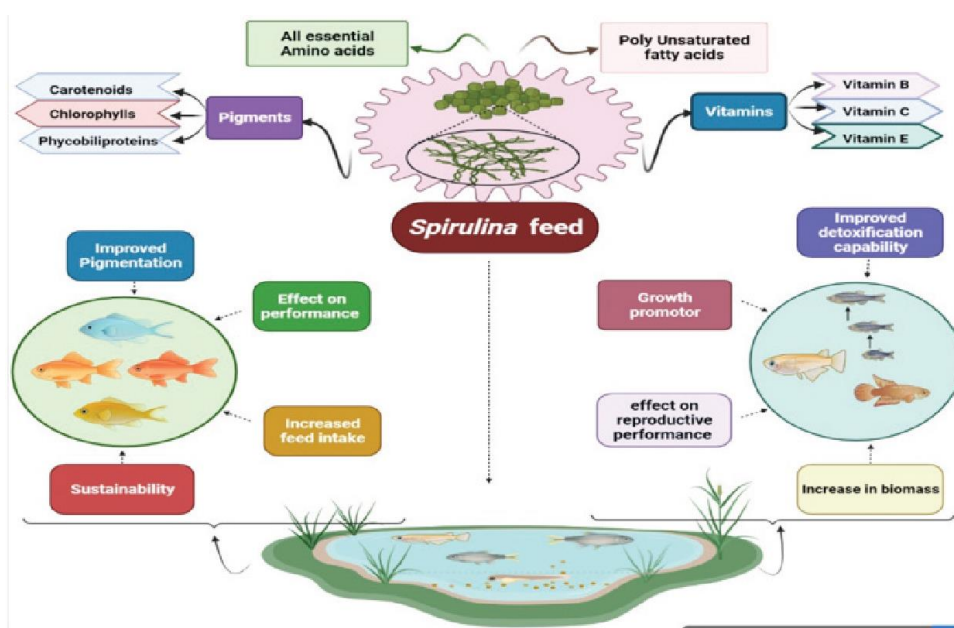 All essential
Amino acids
Poly Unsaturated
fatty acids
Carotenoids
Chlorophylls
Phycobiliproteins
Pigments
Vitamins
Vitamin B
Vitamin C
Vitamin E
Spirulina feed
Improved
Pigmentation
Effect on
performance
Increased
feed intake
Sustainability
Improved
detoxification
capability
Growth
promotor
effect on
reproductive
performance
Increase in biomass